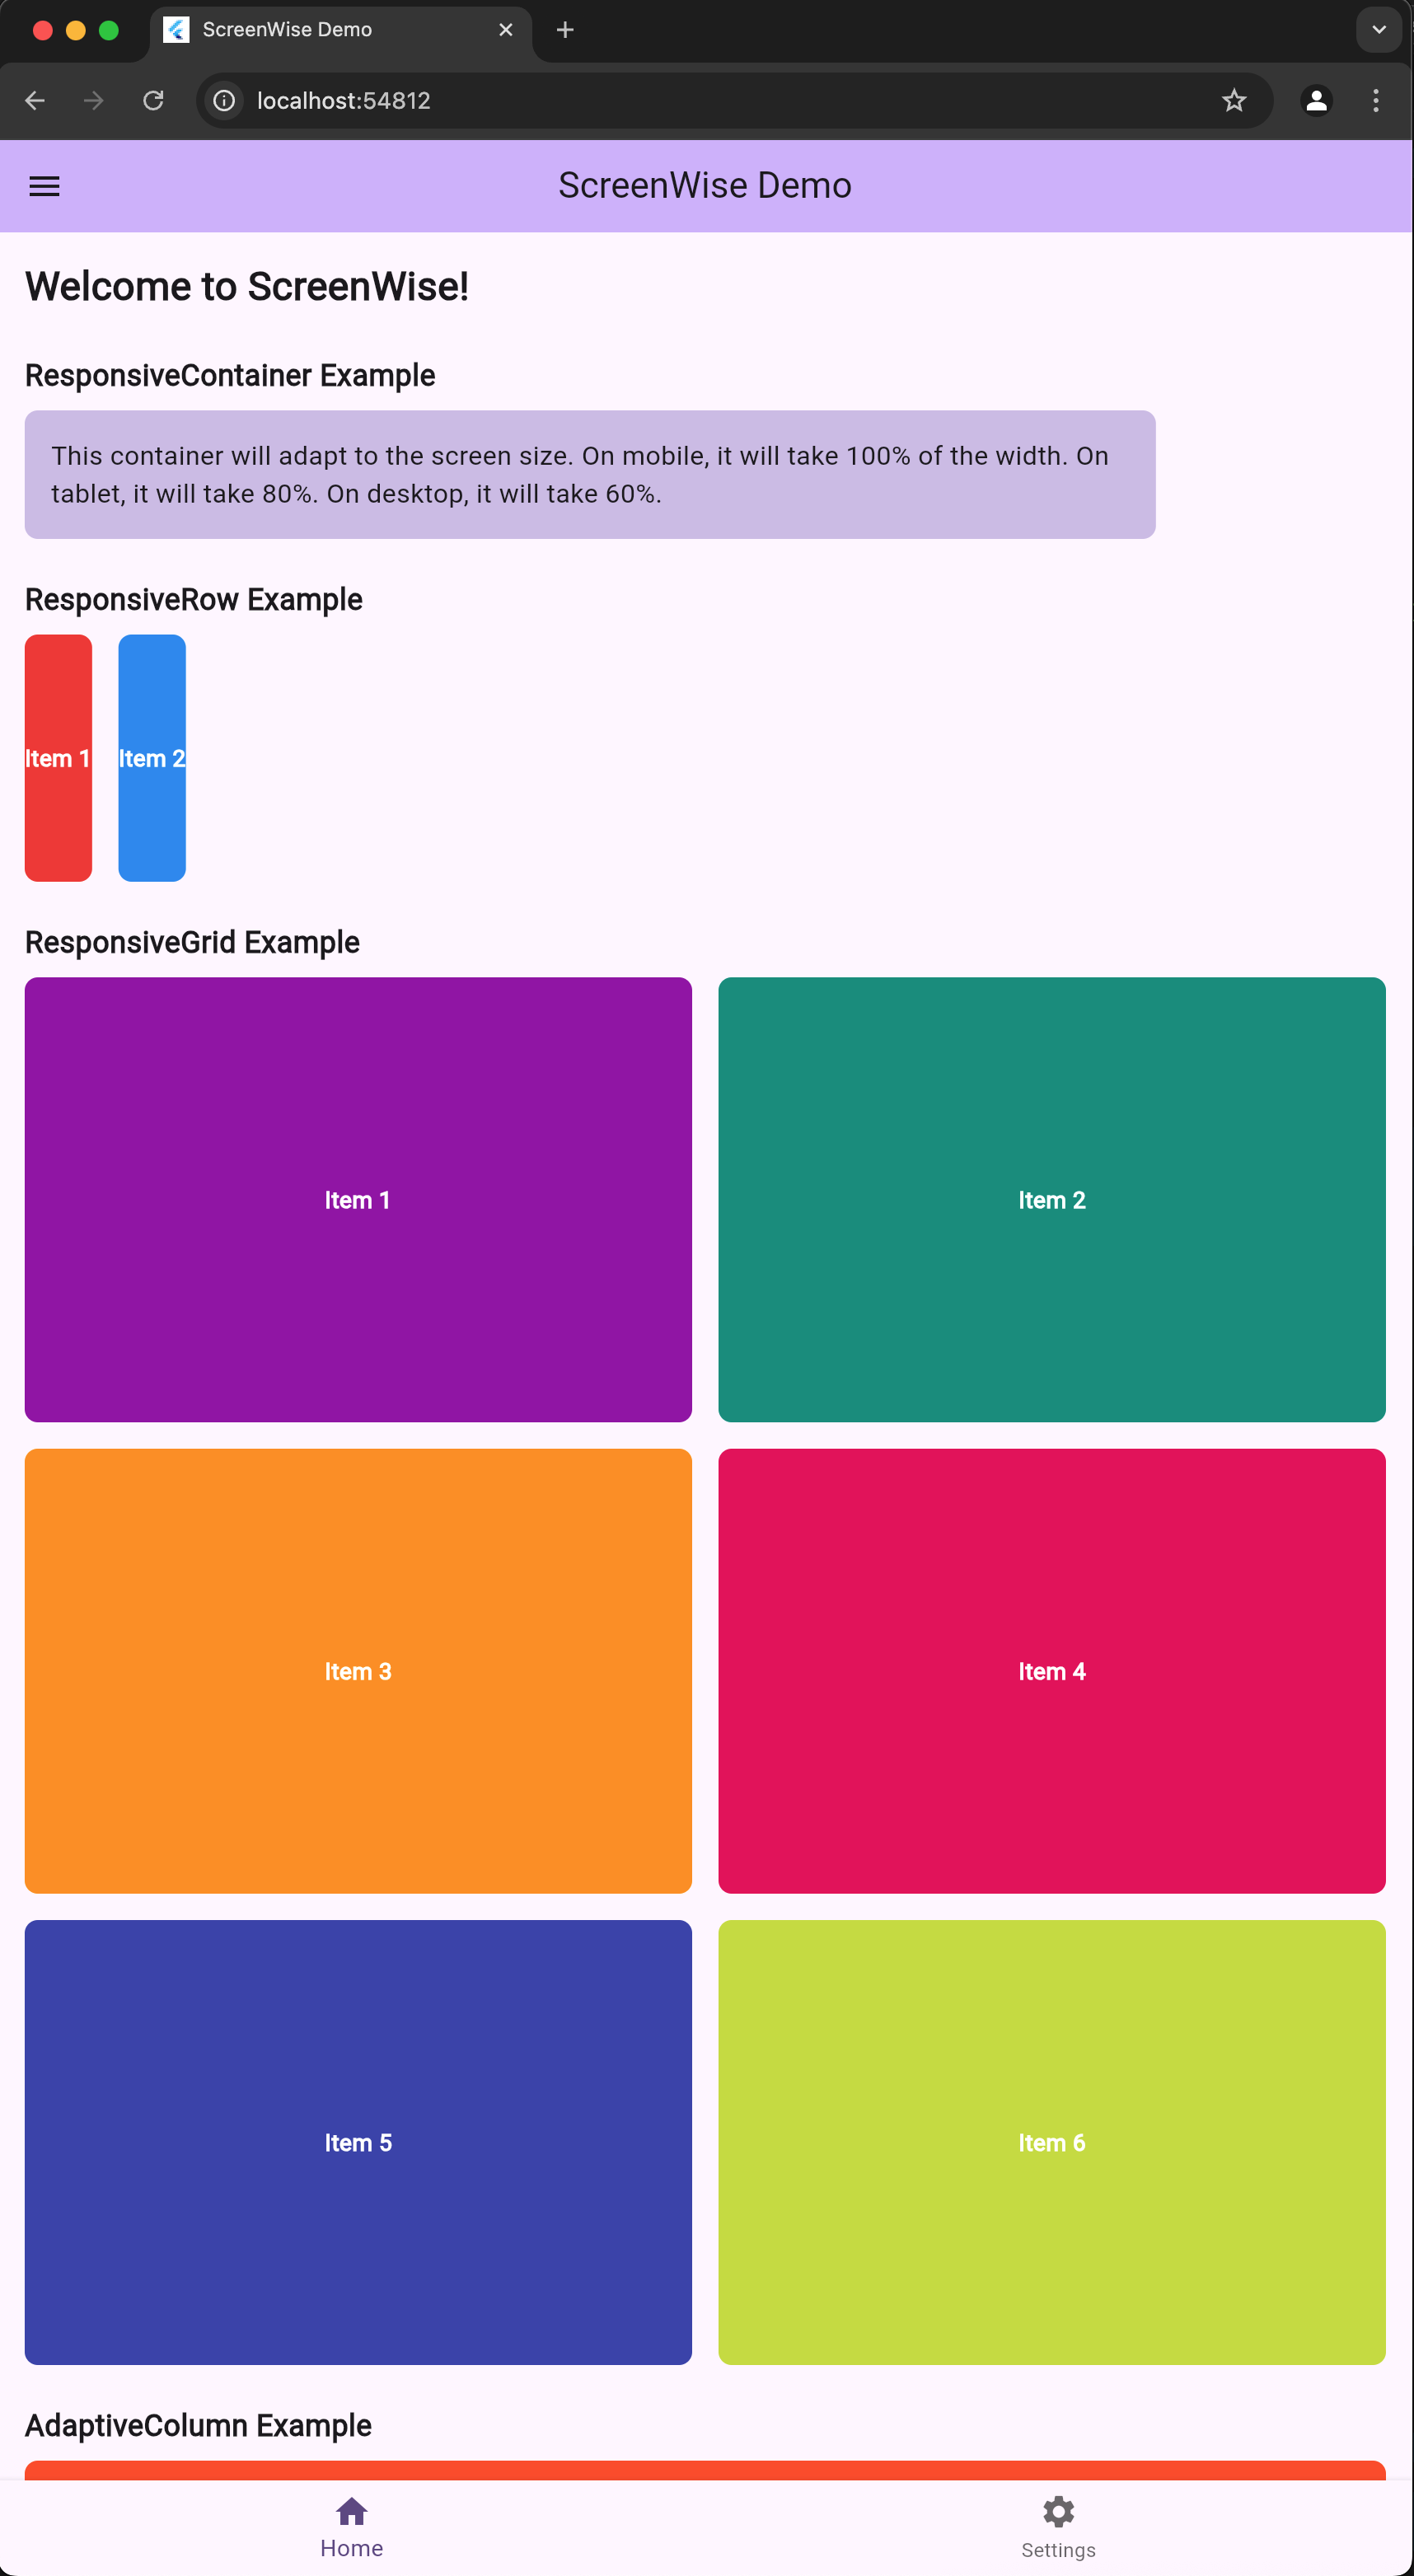 ScreenWise Demo
localhost:54812
ScreenWise Demo
Welcome to ScreenWise!
ResponsiveContainer Example
This container will adapt to the screen size. On mobile, it will take 100% of the width. On
tablet, it will take 80%. On desktop, it will take 60%.
ResponsiveRow Example
Item 1 Item 2
ResponsiveGrid Example
Item 1 Item 2
Item 3 Item 4
Item 5 Item 6
AdaptiveColumn Example
Home Settings